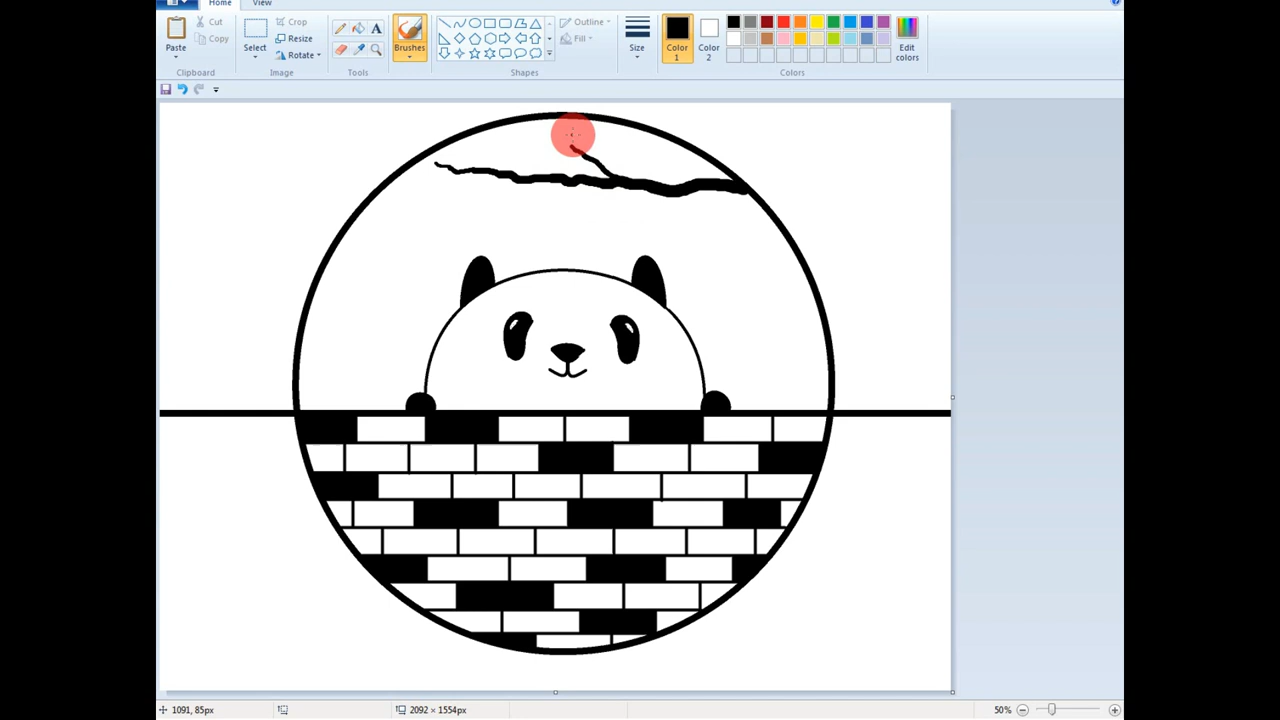 Home View
Paste
Cut
Copy
Clipboard
Select
Crop
Resize
Rotate
Image
A
Tools
Brushes
Outline
Fill
Shapes
Size
Color
1
Color
2
Edit
colors
Colors
1091, 85px
2092 × 1554px
50%